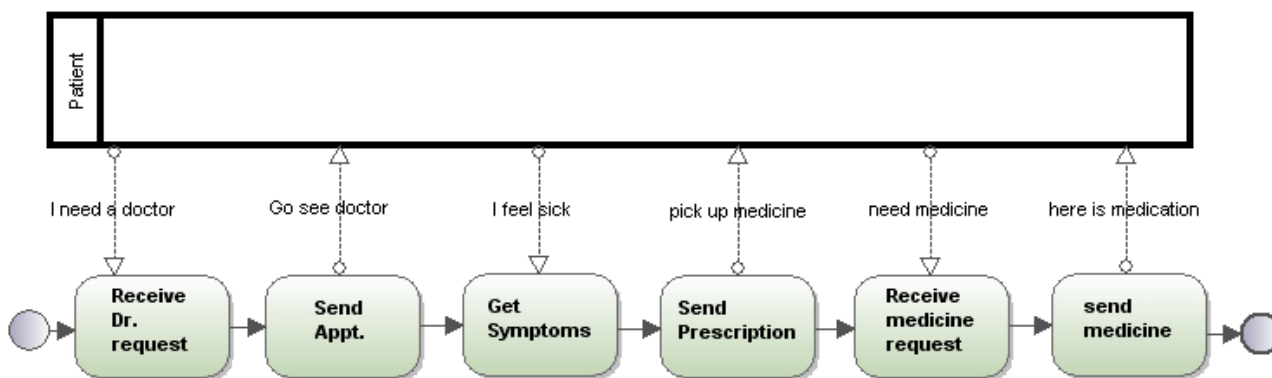 Patient
I need a doctor
Go see doctor
I feel sick
pick up medicine
need medicine
here is medication
Receive
Dr.
request
Send
Appt.
Get
Symptoms
Send
Prescription
Receive
medicine
request
send
medicine